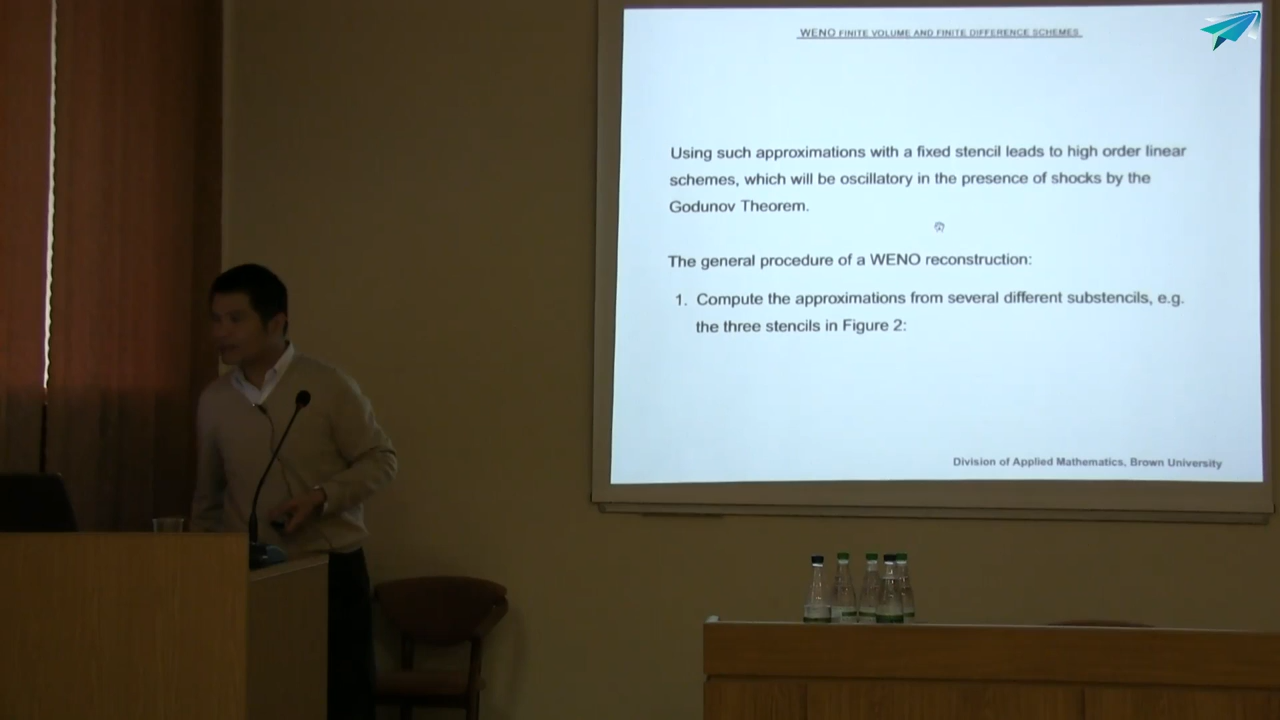 WENO FINITE VOLUME AND FINITE DIFFERENCE SCHEMES
Using such approximations with a fixed stencil leads to high order linear
schemes, which will be oscillatory in the presence of shocks by the
Godunov Theorem.
The general procedure of a WENO reconstruction:
1. Compute the approximations from several different substencils, e.g.
the three stencils in Figure 2:
Division of Applied Mathematics, Brown University